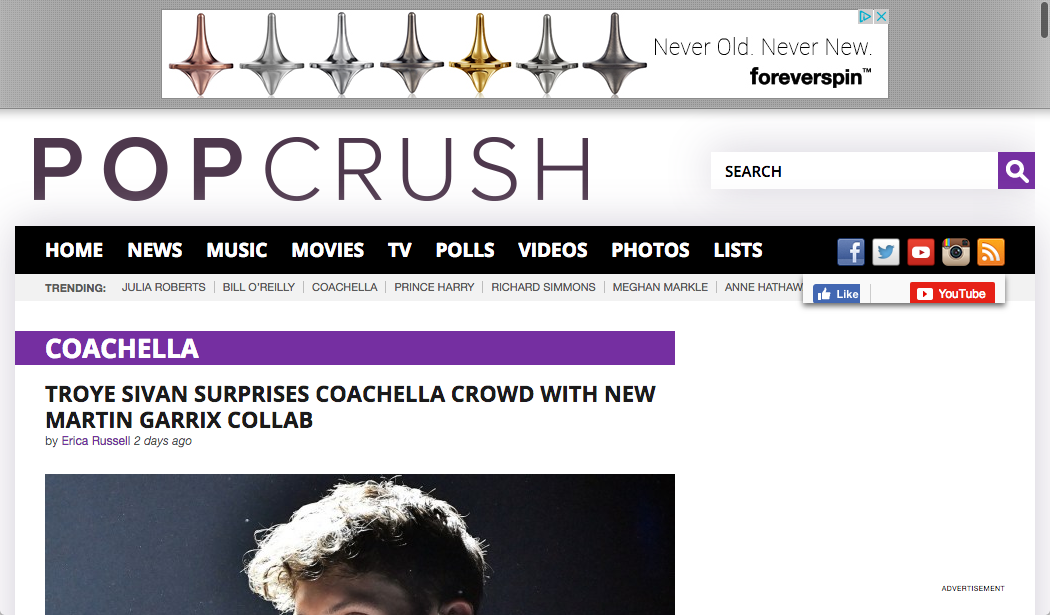 Never Old. Never New.
foreverspin™
POPCRUSH
SEARCH
HOME NEWS MUSIC MOVIES TV POLLS VIDEOS PHOTOS LISTS
TRENDING: JULIA ROBERTS BILL O'REILLY COACHELLA PRINCE HARRY RICHARD SIMMONS MEGHAN MARKLE ANNE HATHAW
Like YouTube
COACHELLA
TROYE SIVAN SURPRISES COACHELLA CROWD WITH NEW
MARTIN GARRIX COLLAB
by Erica Russell 2 days ago
ADVERTISEMENT